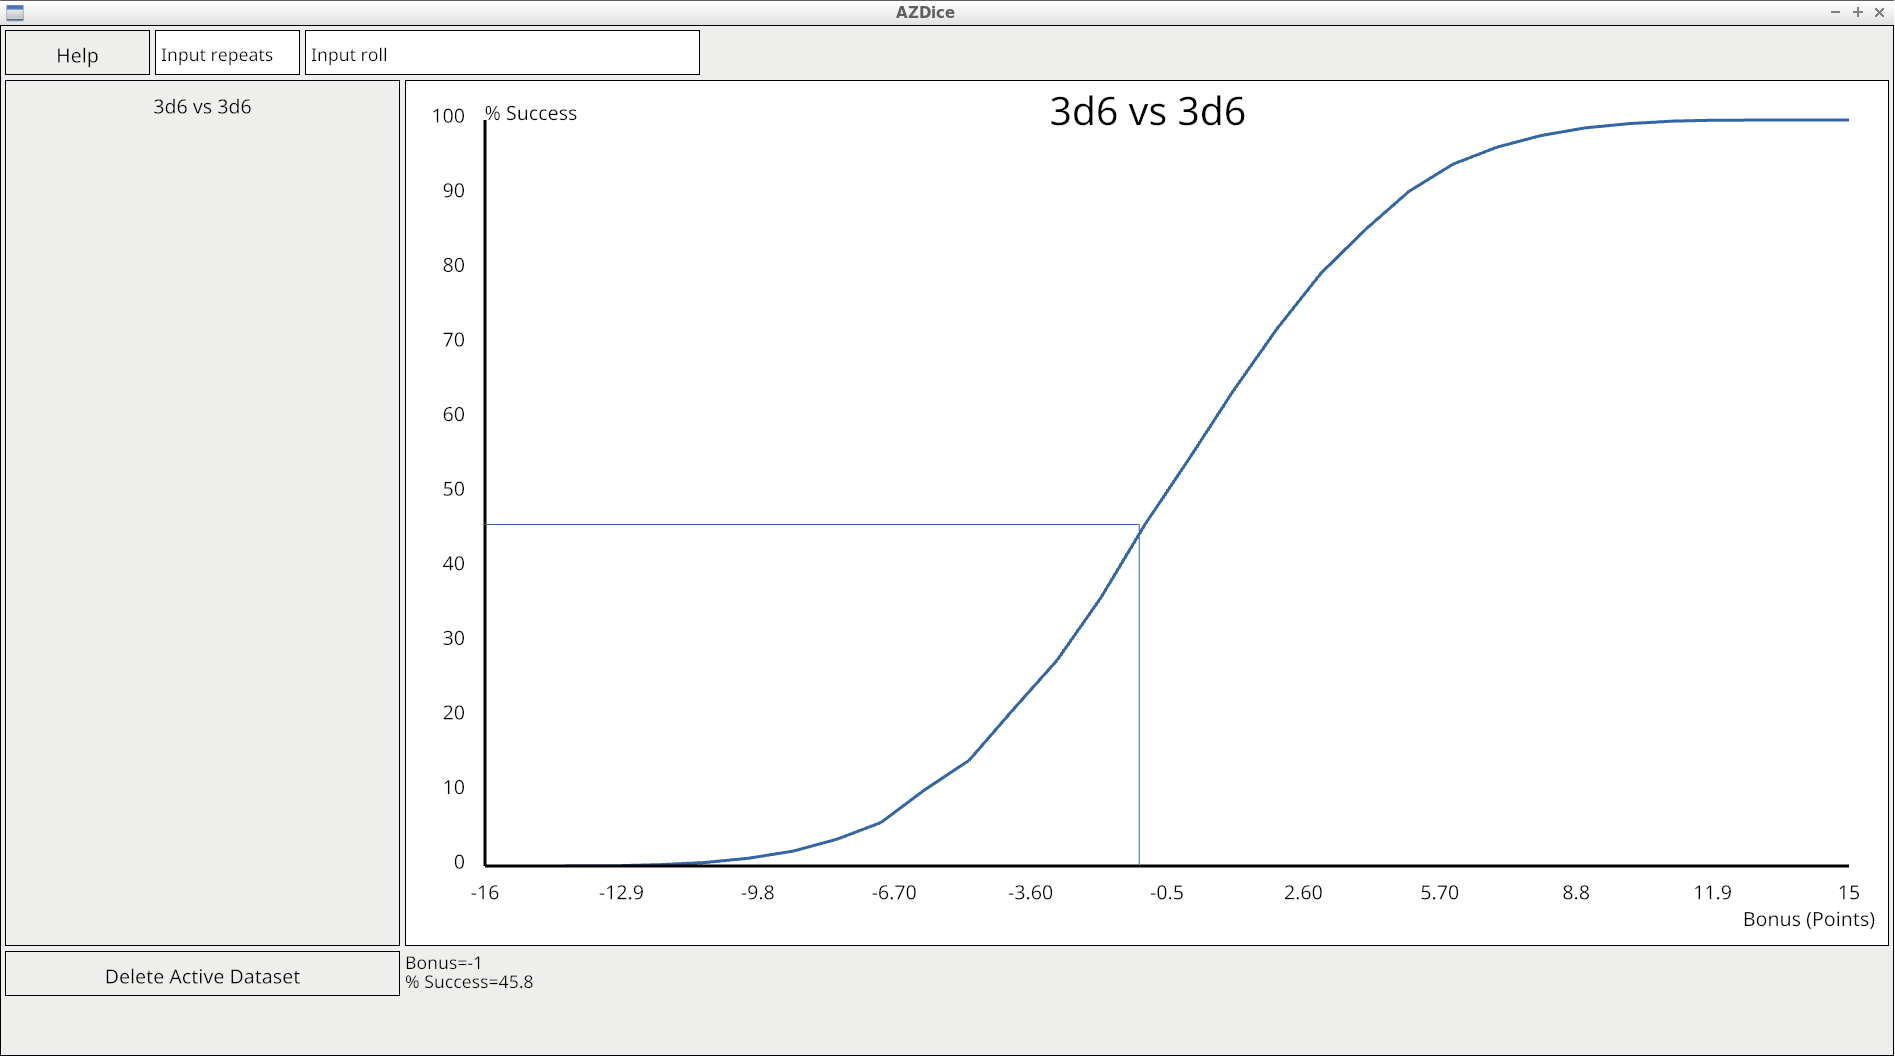 AZDice
Help
Input repeats
Input roll
3d6 vs 3d6
3d6 vs 3d6
% Success
100
90
80
70
60
50
40
30
20
10
0
-16 -12.9 -9.8 -6.70 -3.60 -0.5 2.60 5.70 8.8 11.9 15
Bonus (Points)
Delete Active Dataset
Bonus=-1
% Success=45.8